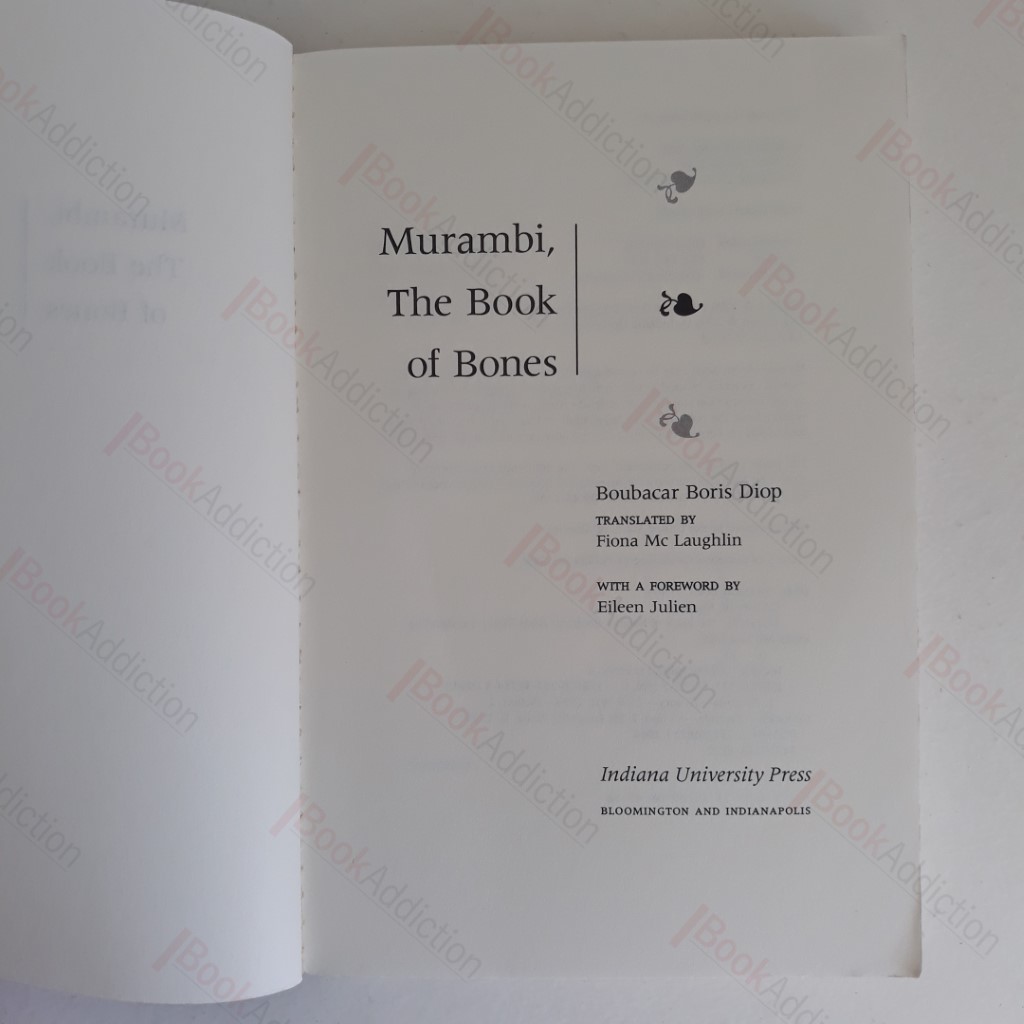 Murambi,
The Book
of Bones
Boubacar Boris Diop
TRANSLATED BY
Fiona Mc Laughlin
WITH A FOREWORD BY
Eileen Julien
Indiana University Press
BLOOMINGTON AND INDIANAPOLIS
BookAddiction